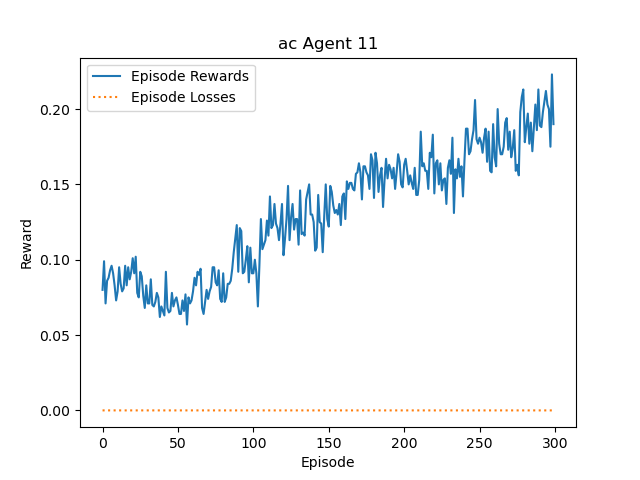 ac Agent 11
Episode Rewards
Episode Losses
Reward
0.20
0.15
0.10
0.05
0.00
0 50 100 150 200 250 300
Episode